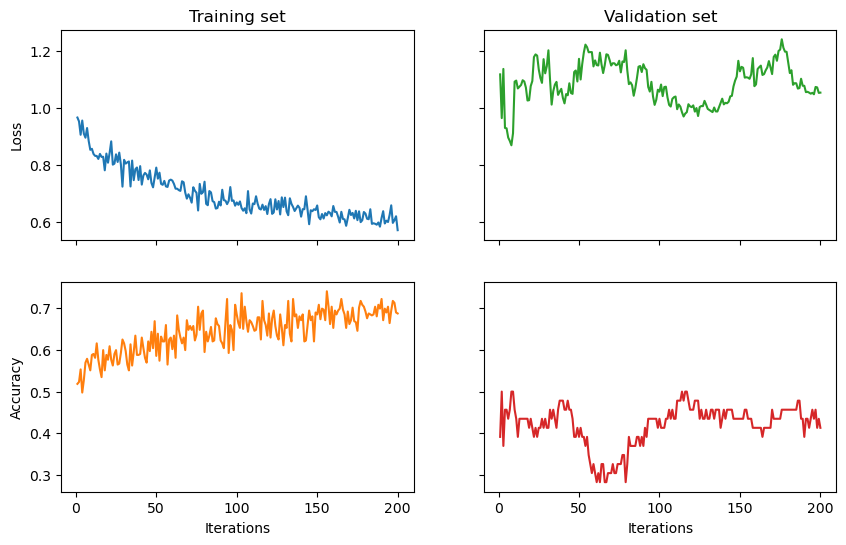 Training set
Validation set
Loss
1.2
1.0
0.8
0.6
Accuracy
0.7
0.6
0.5
0.4
0.3
0 50 100 150 200
0 50 100 150 200
Iterations
Iterations